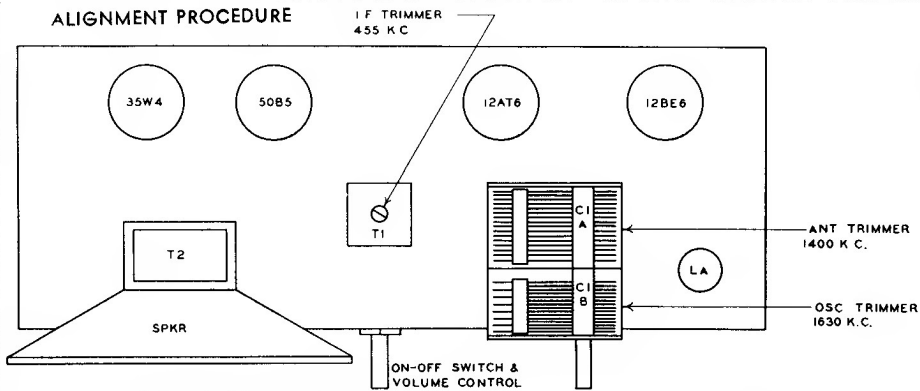 ALIGNMENT PROCEDURE
I F TRIMMER
455 KC
35W4
50B5
12AT6
12BE6
T1
C1
A
ANT TRIMMER
1400 K C.
T2
LA
C1
B
OSC TRIMMER
1630 K.C.
SPKR
ON-OFF SWITCH &
VOLUME CONTROL